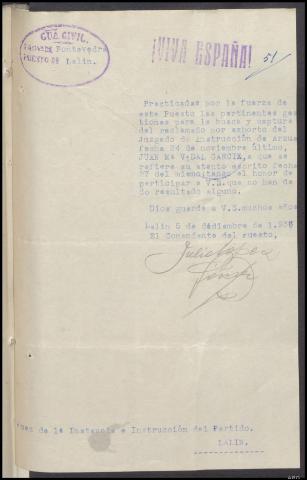 GUA. CIVIL.
Pontevedra
PUESTO DE Lalin.
¡VIVA ESPAÑA!
51
Practicadas por la fuerza de
este Puesto las pertinentes ges
tiones para la busca y captura
del reclamado por exhorto del
Juzgado de Instrucción de Arzua
fecha 24 de noviembre último,
JUAN Mª VIDAL GARCIA, a que se
refiere su atento escrito fecha
27 del mismo, tengo el honor de
participar a V.S. que no han da
do resultado alguno.
Dios guarde a V.S. muchos años
Lalin 5 de diciembre de 1.936
El Comandante del Puesto,
Juez de 1ª Instancia e Instrucción del Partido.
LALIN.